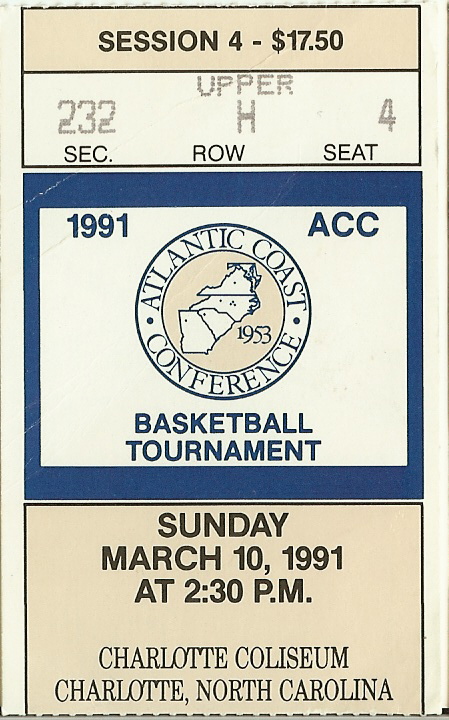 SESSION 4 - $17.50
UPPER
232 H 4
SEC. ROW SEAT
1991 ACC
ATLANTIC COAST
1953
CONFERENCE
BASKETBALL
TOURNAMENT
SUNDAY
MARCH 10, 1991
AT 2:30 P.M.
CHARLOTTE COLISEUM
CHARLOTTE, NORTH CAROLINA